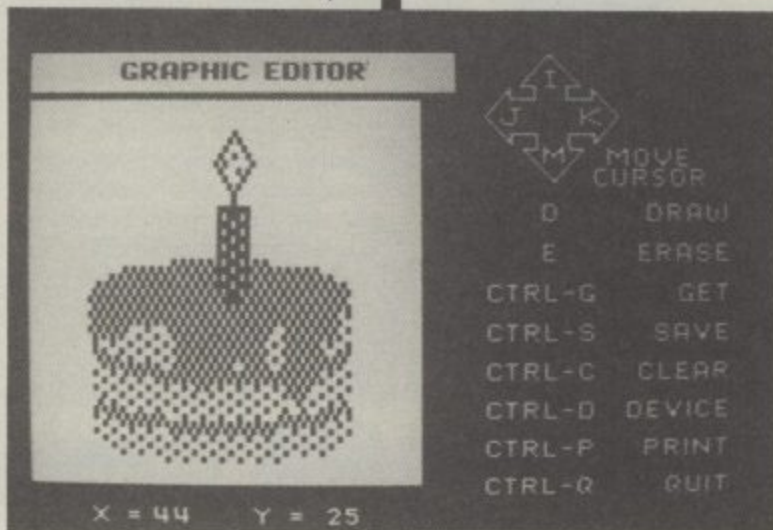 GRAPHIC EDITOR
I
J K
M
MOVE
CURSOR
D DRAW
E ERASE
CTRL-G GET
CTRL-S SAVE
CTRL-C CLEAR
CTRL-D DEVICE
CTRL-P PRINT
CTRL-Q QUIT
X = 44 Y = 25